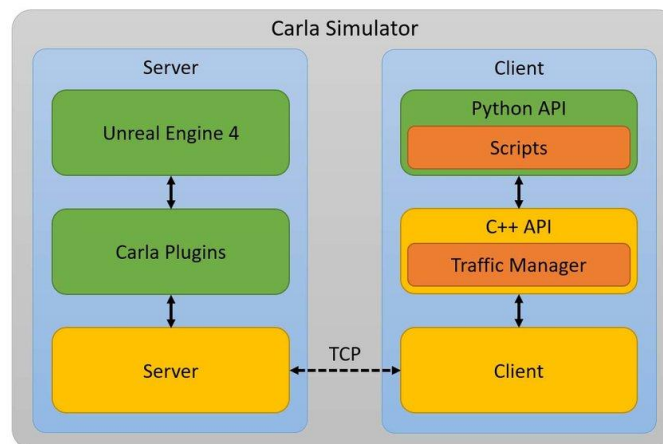 Carla Simulator
Server
Unreal Engine 4
Carla Plugins
Server
TCP
Client
Python API
Scripts
C++ API
Traffic Manager
Client